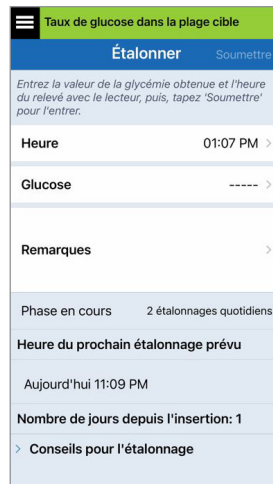 Taux de glucose dans la plage cible
Étalonner
Soumettre
Entrez la valeur de la glycémie obtenue et l'heure
du relevé avec le lecteur, puis, tapez 'Soumettre'
pour l'entrer.
Heure 01:07 PM >
Glucose ----- >
Remarques >
Phase en cours 2 étalonnages quotidiens
Heure du prochain étalonnage prévu
Aujourd'hui 11:09 PM
Nombre de jours depuis l'insertion: 1
> Conseils pour l'étalonnage